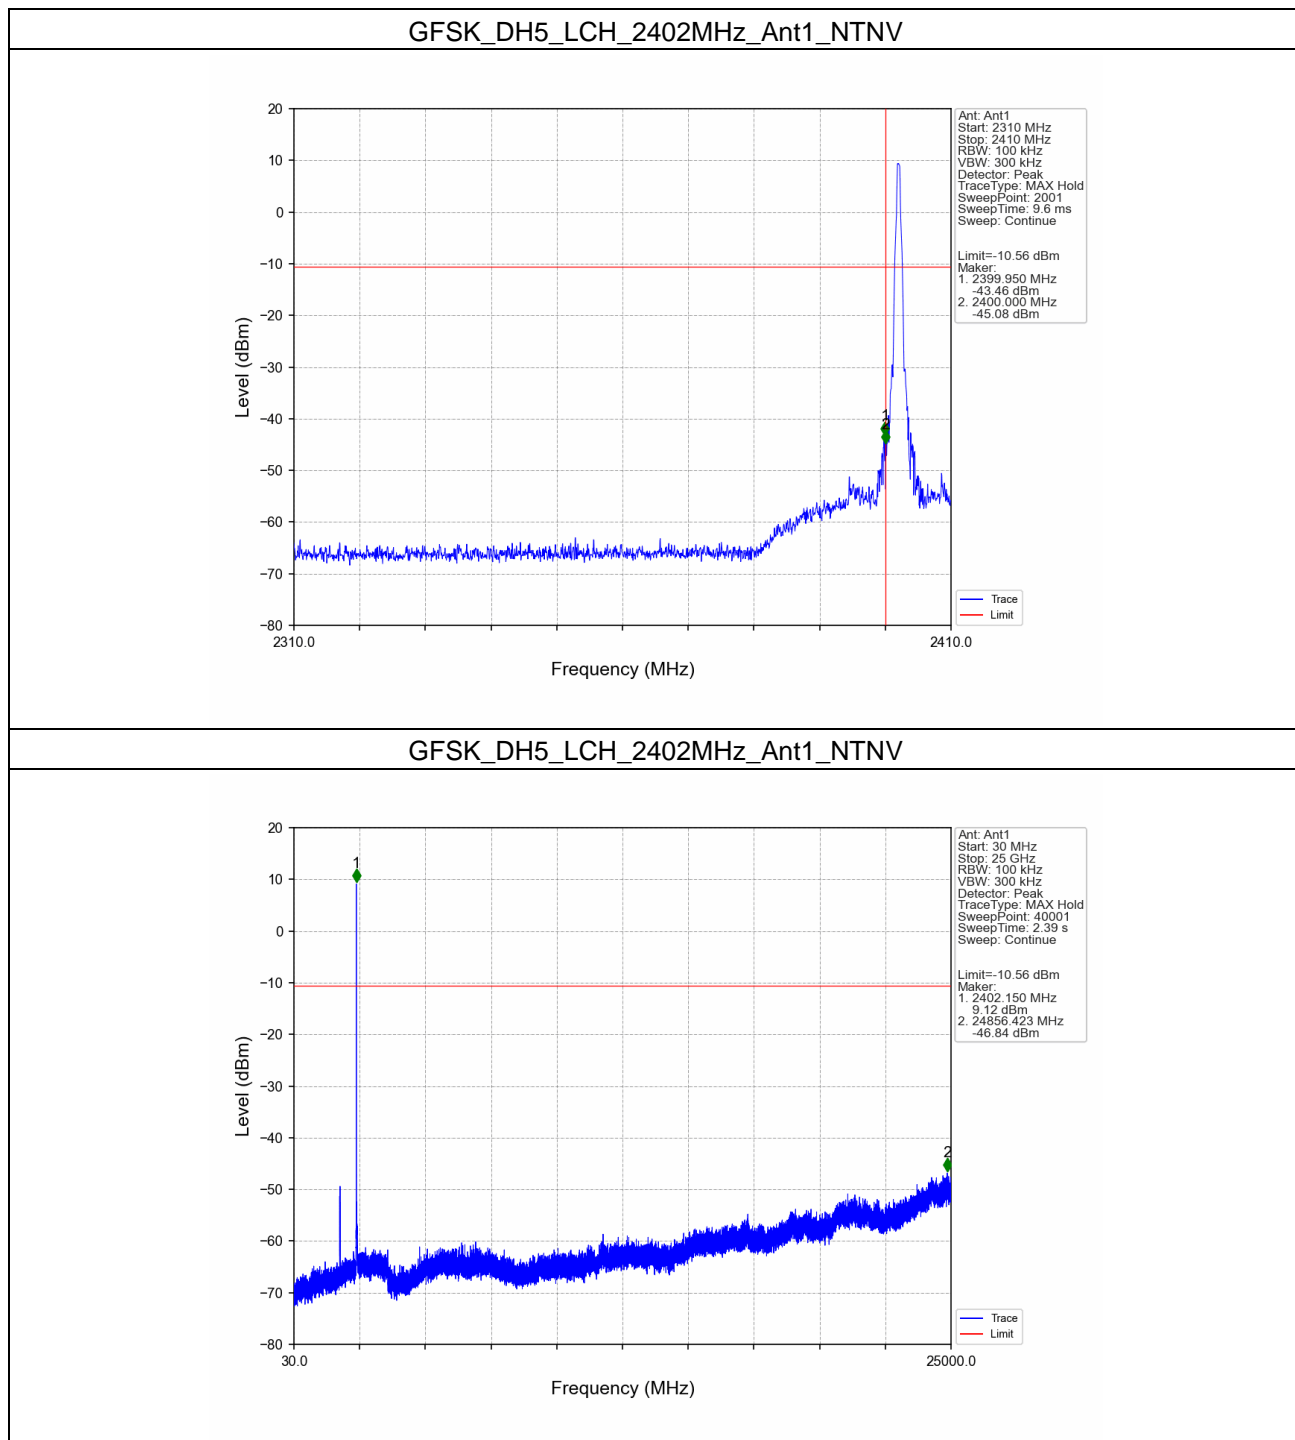 GFSK_DH5_LCH_2402MHz_Ant1_NTNV
20
10
0
−10
−20
−30
−40
−50
−60
−70
−80
Level (dBm)
2310.0
2410.0
Frequency (MHz)
1
2
Ant: Ant1
Start: 2310 MHz
Stop: 2410 MHz
RBW: 100 kHz
VBW: 300 kHz
Detector: Peak
TraceType: MAX Hold
SweepPoint: 2001
SweepTime: 9.6 ms
Sweep: Continue
Limit=-10.56 dBm
Maker:
1. 2399.950 MHz
-43.46 dBm
2. 2400.000 MHz
-45.08 dBm
Trace
Limit
GFSK_DH5_LCH_2402MHz_Ant1_NTNV
20
10
0
−10
−20
−30
−40
−50
−60
−70
−80
Level (dBm)
30.0
25000.0
Frequency (MHz)
1
2
Ant: Ant1
Start: 30 MHz
Stop: 25 GHz
RBW: 100 kHz
VBW: 300 kHz
Detector: Peak
TraceType: MAX Hold
SweepPoint: 40001
SweepTime: 2.39 s
Sweep: Continue
Limit=-10.56 dBm
Maker:
1. 2402.150 MHz
9.12 dBm
2. 24856.423 MHz
-46.84 dBm
Trace
Limit